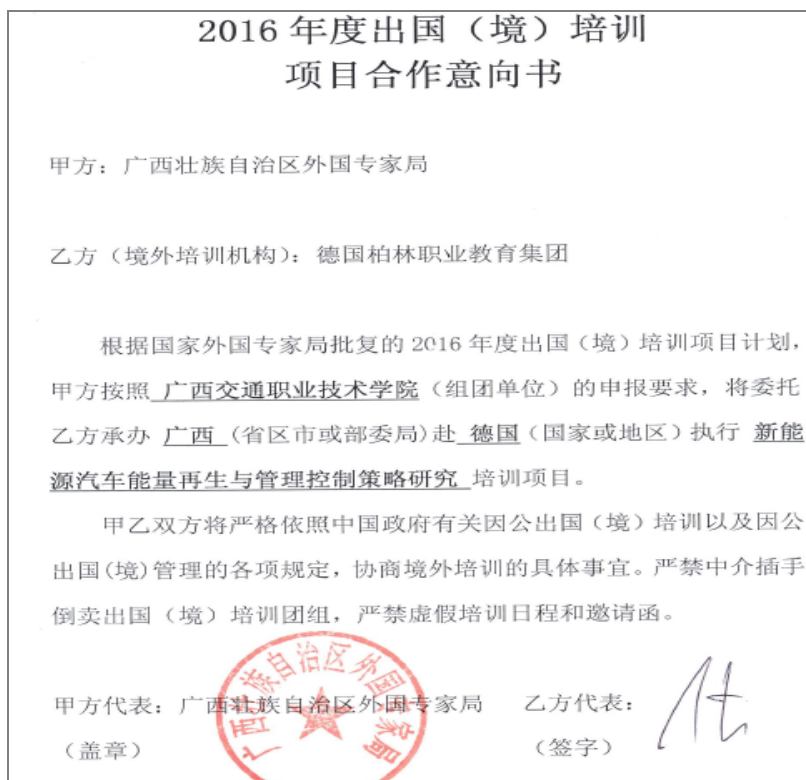 2016 年度出国（境）培训
项目合作意向书
甲方：广西壮族自治区外国专家局
乙方（境外培训机构）：德国柏林职业教育集团
根据国家外国专家局批复的 2016 年度出国（境）培训项目计划，
甲方按照 广西交通职业技术学院（组团单位）的申报要求，将委托
乙方承办 广西 (省区市或部委局)赴 德国（国家或地区）执行 新能
源汽车能量再生与管理控制策略研究 培训项目。
甲乙双方将严格依照中国政府有关因公出国（境）培训以及因公
出国(境)管理的各项规定，协商境外培训的具体事宜。严禁中介插手
倒卖出国（境）培训团组，严禁虚假培训日程和邀请函。
广西壮族自治区外国专家局
甲方代表：广西壮族自治区外国专家局 乙方代表：
（盖章） （签字）